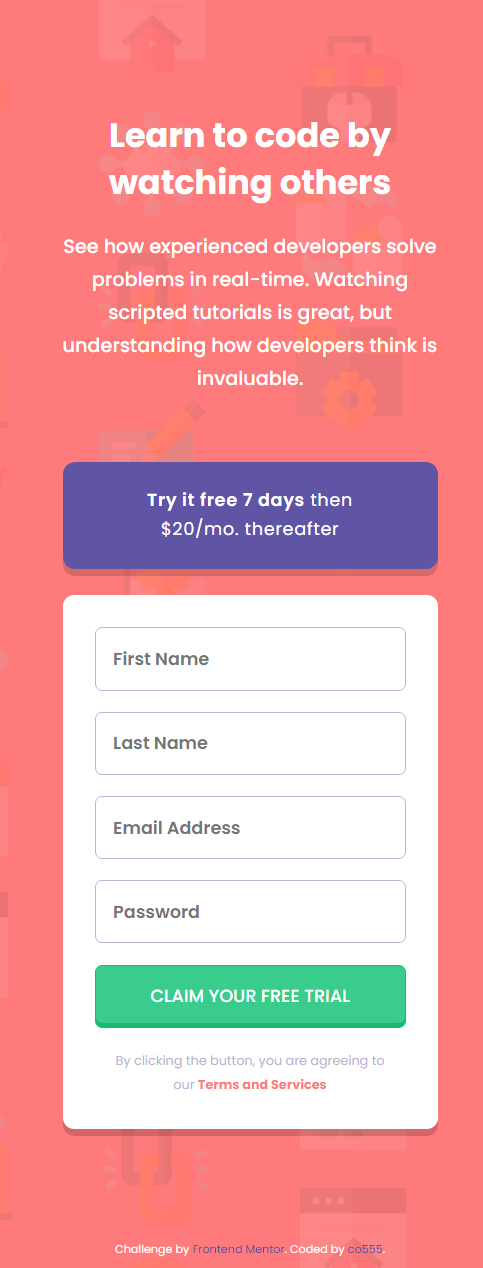 Learn to code by
watching others
See how experienced developers solve
problems in real-time. Watching
scripted tutorials is great, but
understanding how developers think is
invaluable.
Try it free 7 days then
$20/mo. thereafter
First Name
Last Name
Email Address
Password
CLAIM YOUR FREE TRIAL
By clicking the button, you are agreeing to
our Terms and Services
Challenge by Frontend Mentor. Coded by co555.